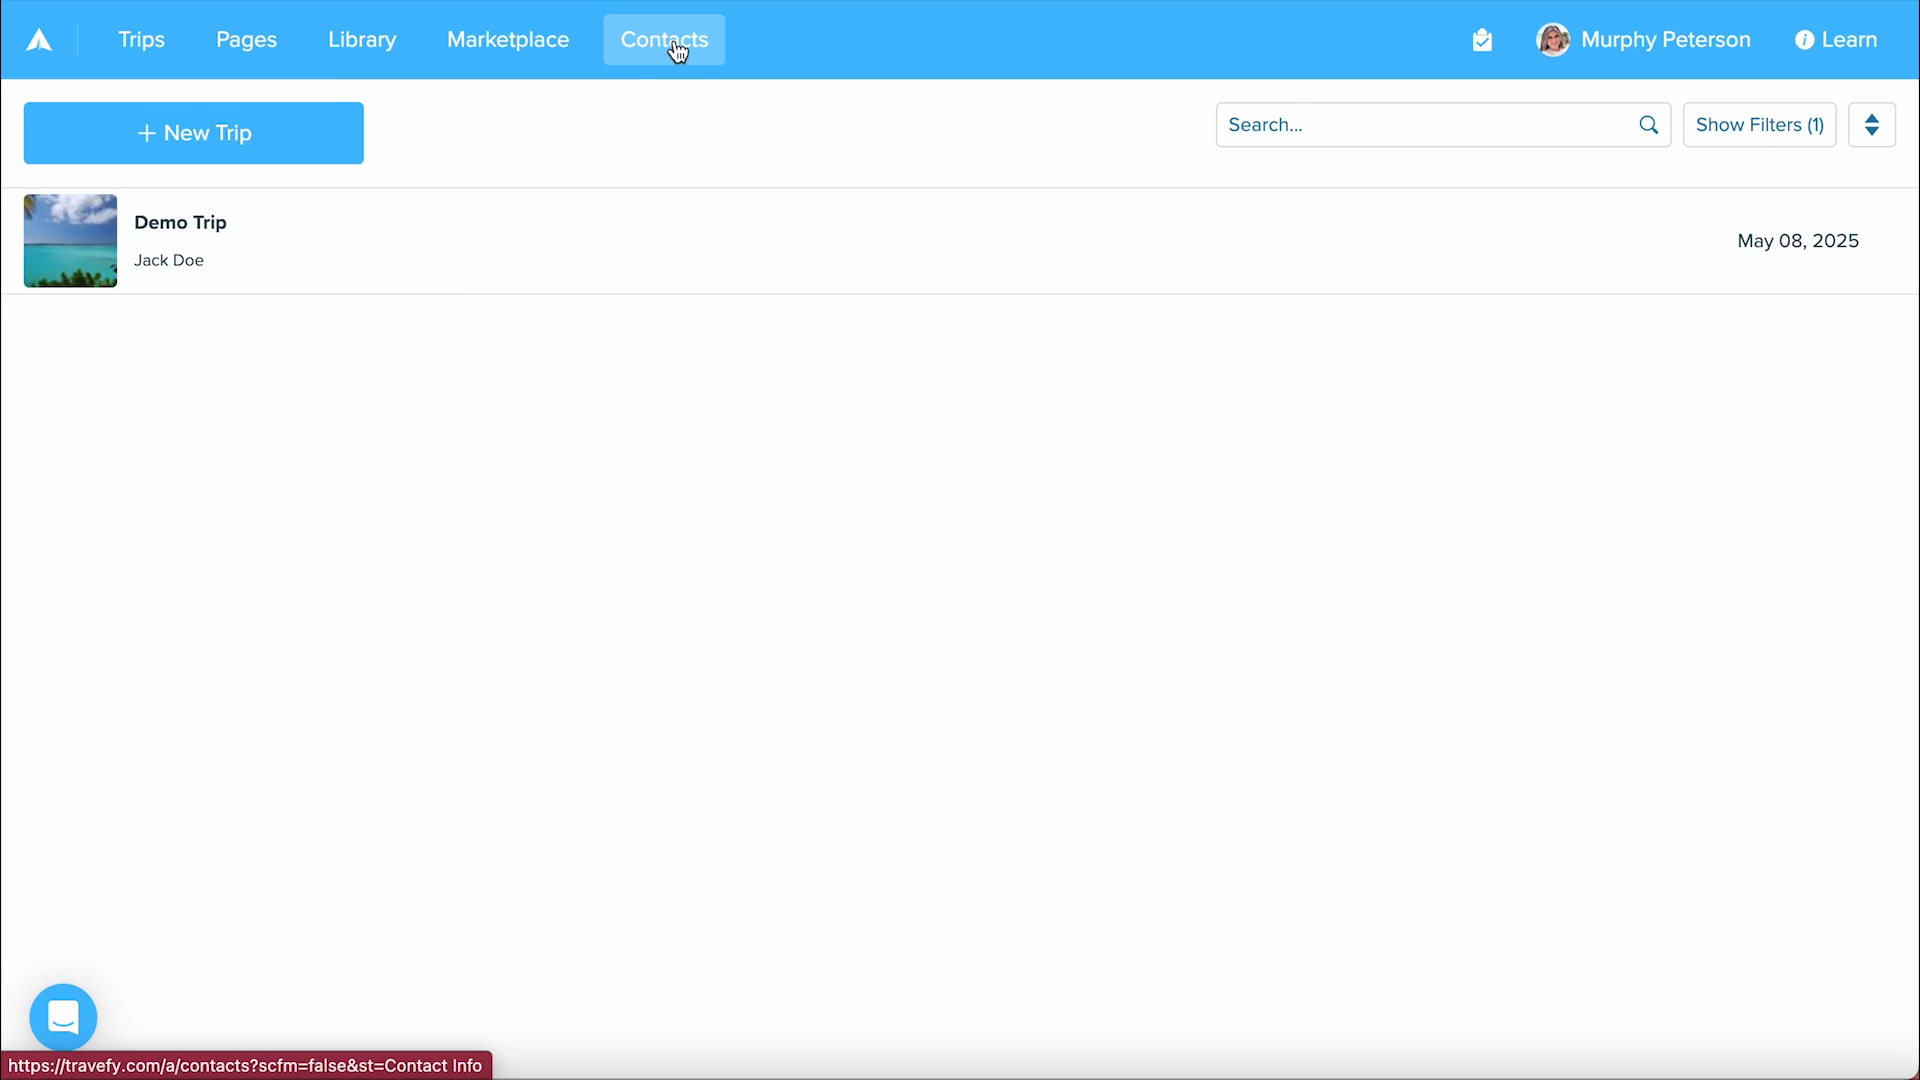 Trips Pages Library Marketplace Contacts Murphy Peterson Learn
+ New Trip Search... Show Filters (1)
Demo Trip
Jack Doe
May 08, 2025
https://travefy.com/a/contacts?scfm=false&st=Contact Info